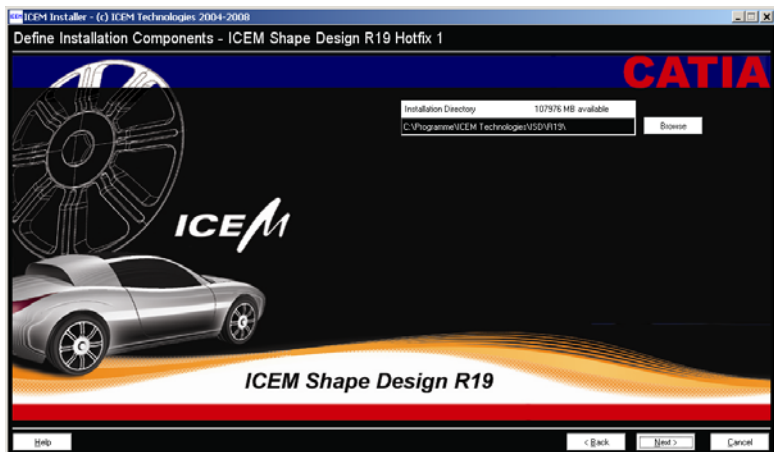 ICEM Installer - (c) ICEM Technologies 2004-2008
Define Installation Components - ICEM Shape Design R19 Hotfix 1
CATIA
Installation Directory 107976 MB available
C:\Programme\ICEM Technologies\ISD\R19\
Browse
ICEM
ICEM Shape Design R19
Help
< Back
Next >
Cancel